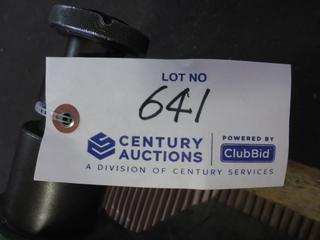 LOT NO
641
CENTURY
AUCTIONS
POWERED BY
ClubBid
A DIVISION OF CENTURY SERVICES